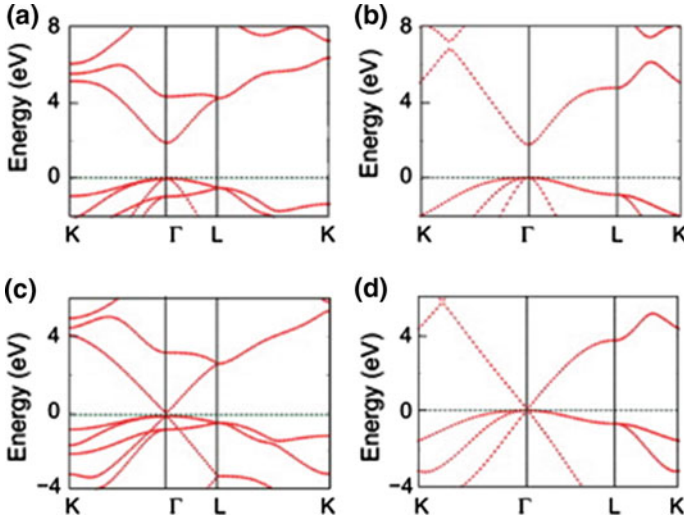 (a)
Energy (eV)
8
4
0
K Γ L K
(b)
Energy (eV)
8
4
0
K Γ L K
(c)
Energy (eV)
4
0
−4
K Γ L K
(d)
Energy (eV)
4
0
−4
K Γ L K